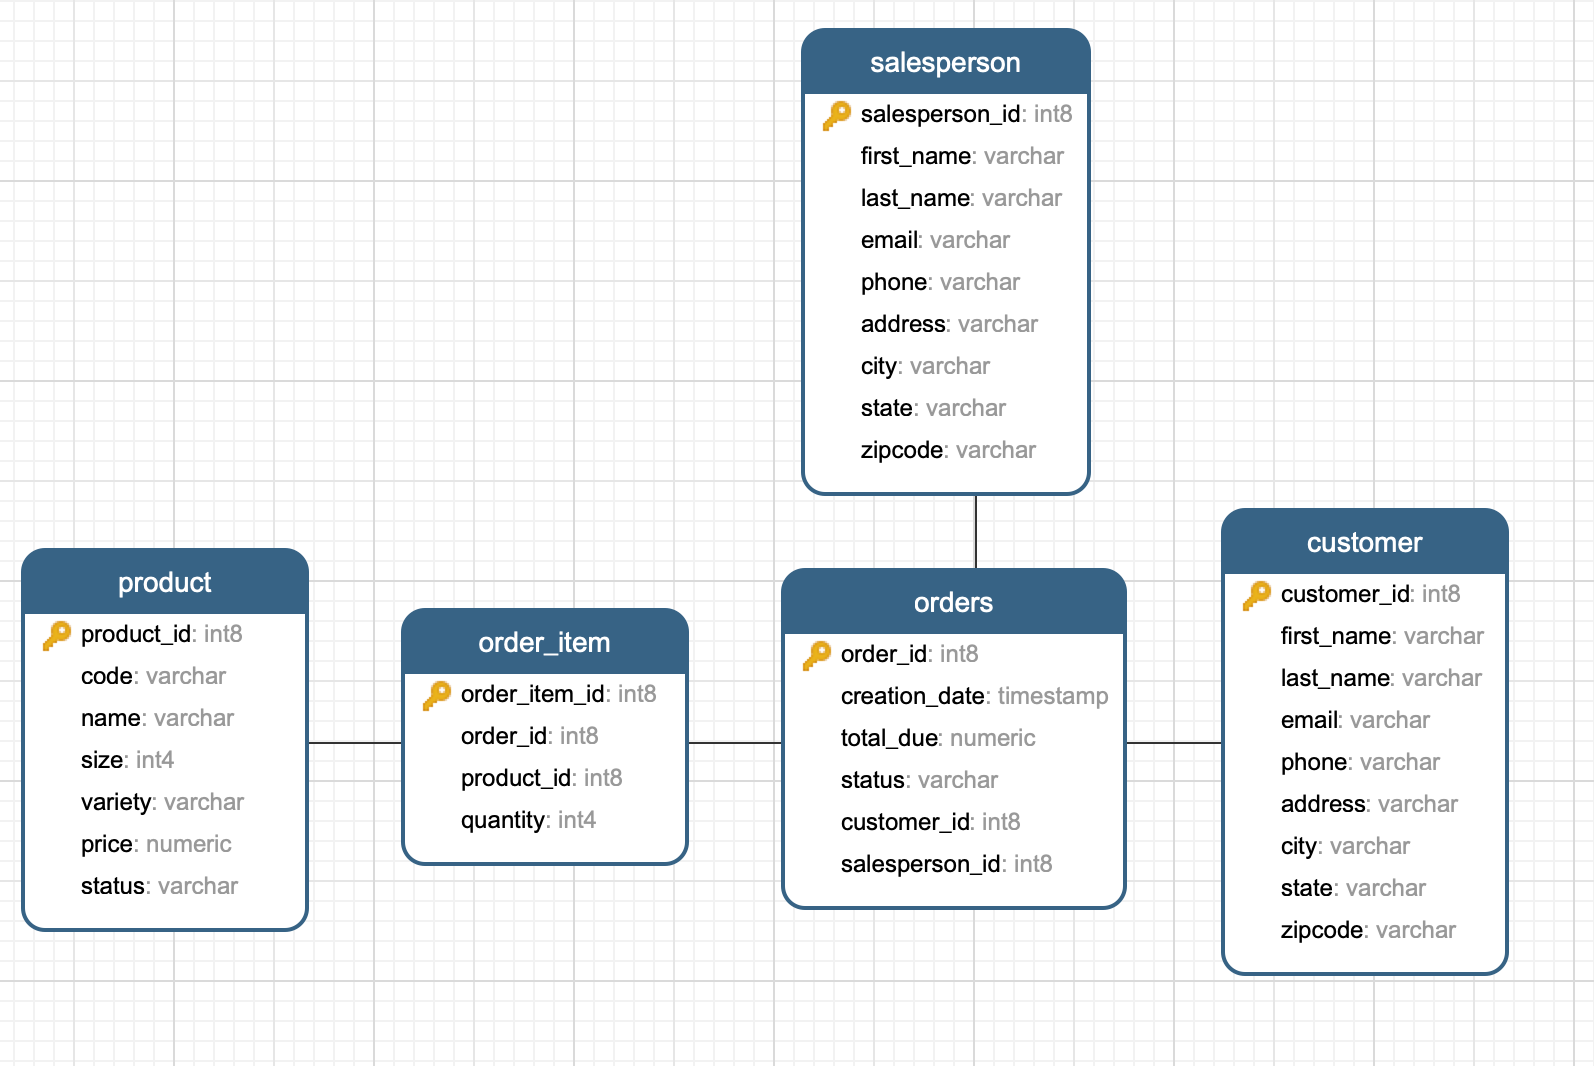 salesperson
salesperson_id: int8
first_name: varchar
last_name: varchar
email: varchar
phone: varchar
address: varchar
city: varchar
state: varchar
zipcode: varchar
product
product_id: int8
code: varchar
name: varchar
size: int4
variety: varchar
price: numeric
status: varchar
order_item
order_item_id: int8
order_id: int8
product_id: int8
quantity: int4
orders
order_id: int8
creation_date: timestamp
total_due: numeric
status: varchar
customer_id: int8
salesperson_id: int8
customer
customer_id: int8
first_name: varchar
last_name: varchar
email: varchar
phone: varchar
address: varchar
city: varchar
state: varchar
zipcode: varchar